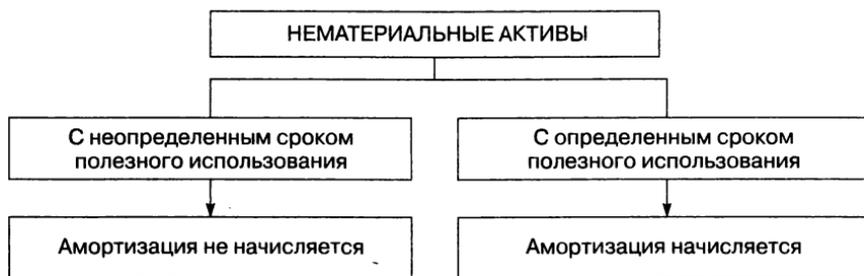 НЕМАТЕРИАЛЬНЫЕ АКТИВЫ
С неопределенным сроком
полезного использования
С определенным сроком
полезного использования
Амортизация не начисляется
Амортизация начисляется